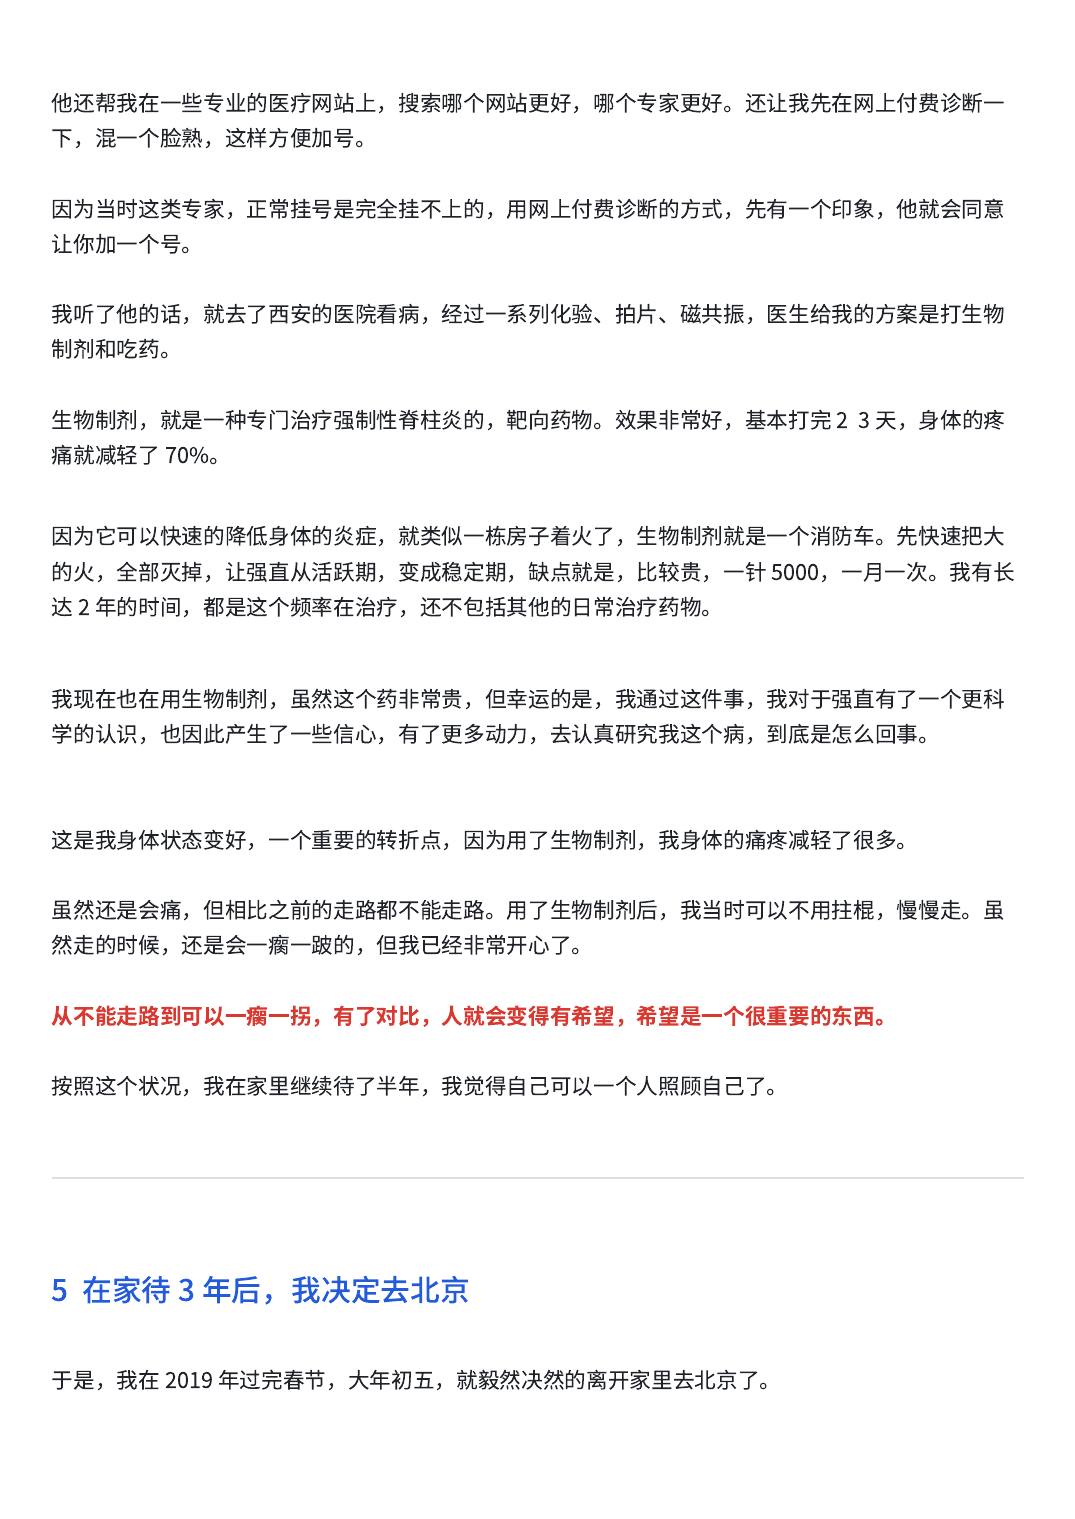 他还帮我在一些专业的医疗网站上，搜索哪个网站更好，哪个专家更好。还让我先在网上付费诊断一
下，混一个脸熟，这样方便加号。
因为当时这类专家，正常挂号是完全挂不上的，用网上付费诊断的方式，先有一个印象，他就会同意
让你加一个号。
我听了他的话，就去了西安的医院看病，经过一系列化验、拍片、磁共振，医生给我的方案是打生物
制剂和吃药。
生物制剂，就是一种专门治疗强制性脊柱炎的，靶向药物。效果非常好，基本打完 2 3 天，身体的疼
痛就减轻了 70%。
因为它可以快速的降低身体的炎症，就类似一栋房子着火了，生物制剂就是一个消防车。先快速把大
的火，全部灭掉，让强直从活跃期，变成稳定期，缺点就是，比较贵，一针 5000，一月一次。我有长
达 2 年的时间，都是这个频率在治疗，还不包括其他的日常治疗药物。
我现在也在用生物制剂，虽然这个药非常贵，但幸运的是，我通过这件事，我对于强直有了一个更科
学的认识，也因此产生了一些信心，有了更多动力，去认真研究我这个病，到底是怎么回事。
这是我身体状态变好，一个重要的转折点，因为用了生物制剂，我身体的痛疼减轻了很多。
虽然还是会痛，但相比之前的走路都不能走路。用了生物制剂后，我当时可以不用拄棍，慢慢走。虽
然走的时候，还是会一瘸一跛的，但我已经非常开心了。
从不能走路到可以一瘸一拐，有了对比，人就会变得有希望，希望是一个很重要的东西。
按照这个状况，我在家里继续待了半年，我觉得自己可以一个人照顾自己了。
5 在家待 3 年后，我决定去北京
于是，我在 2019 年过完春节，大年初五，就毅然决然的离开家里去北京了。